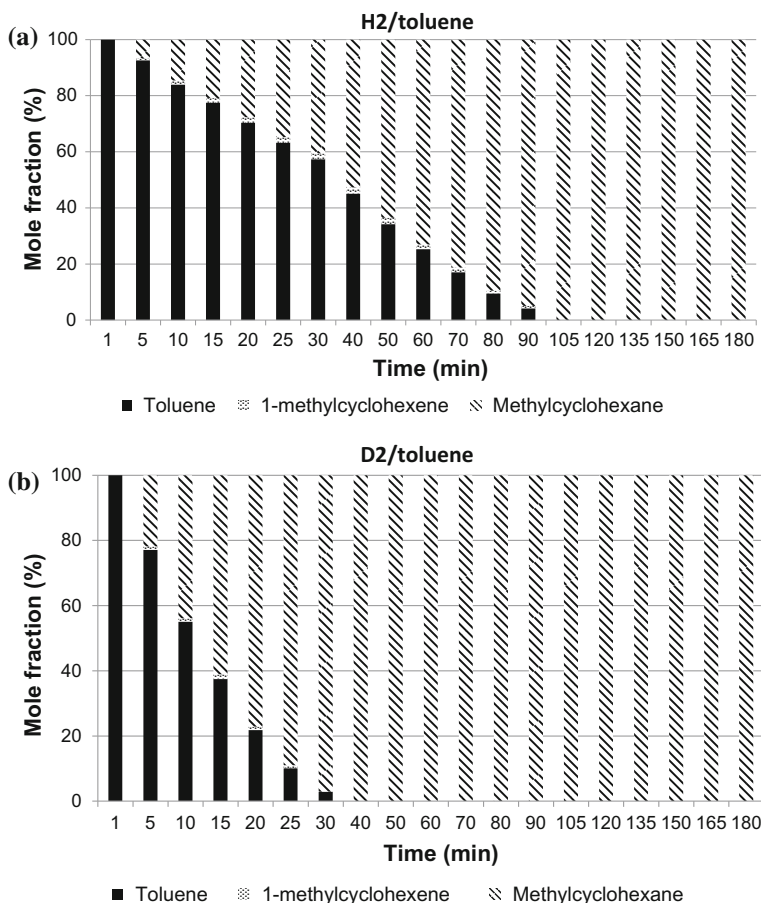 H2/toluene
(a)
100
80
60
40
20
0
Mole fraction (%)
1 5 10 15 20 25 30 40 50 60 70 80 90 105 120 135 150 165 180
Time (min)
Toluene 1-methylcyclohexene Methylcyclohexane
D2/toluene
(b)
100
80
60
40
20
0
Mole fraction (%)
1 5 10 15 20 25 30 40 50 60 70 80 90 105 120 135 150 165 180
Time (min)
Toluene 1-methylcyclohexene Methylcyclohexane